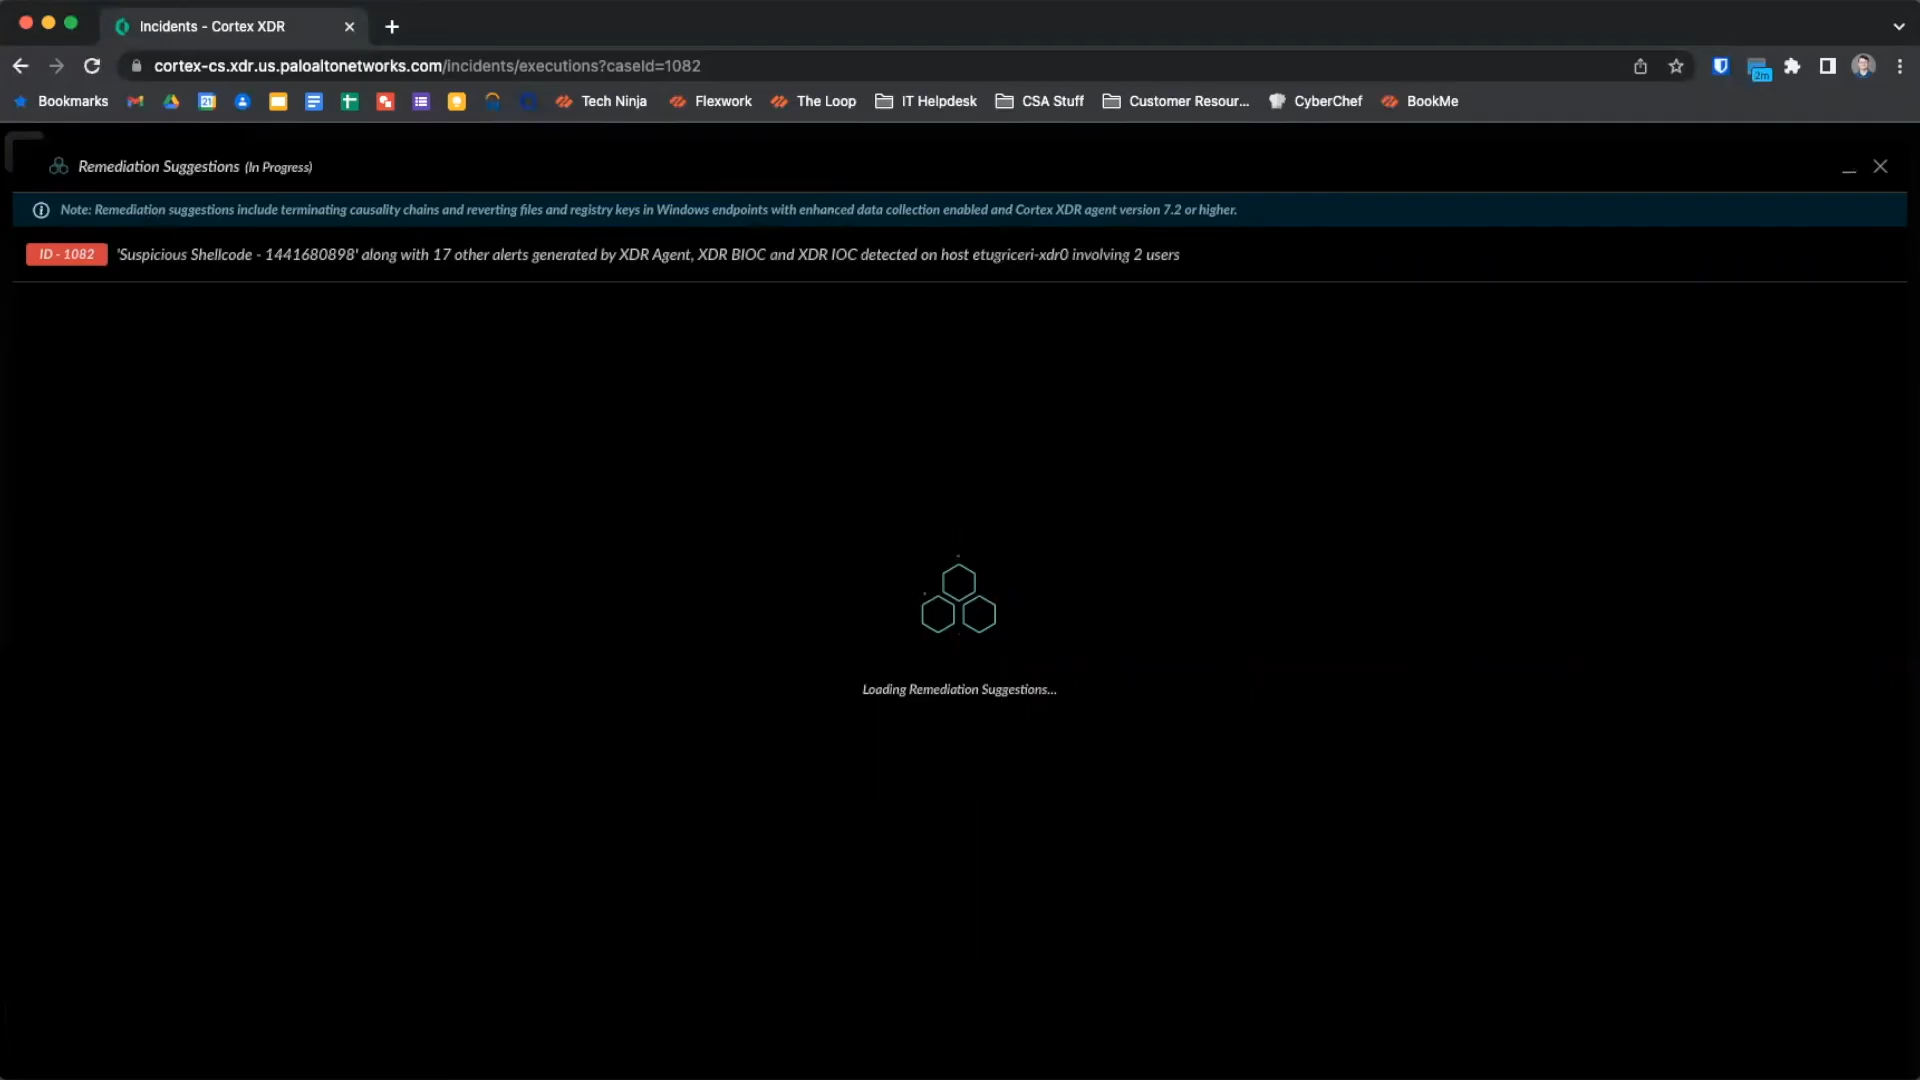 Incidents - Cortex XDR
cortex-cs.xdr.us.paloaltonetworks.com/incidents/executions?caseId=1082
2m
Bookmarks 21 Tech Ninja Flexwork The Loop IT Helpdesk CSA Stuff Customer Resour... CyberChef BookMe
Remediation Suggestions (In Progress)
Note: Remediation suggestions include terminating causality chains and reverting files and registry keys in Windows endpoints with enhanced data collection enabled and Cortex XDR agent version 7.2 or higher.
ID - 1082 'Suspicious Shellcode - 1441680898' along with 17 other alerts generated by XDR Agent, XDR BIOC and XDR IOC detected on host etugriceri-xdr0 involving 2 users
Loading Remediation Suggestions...